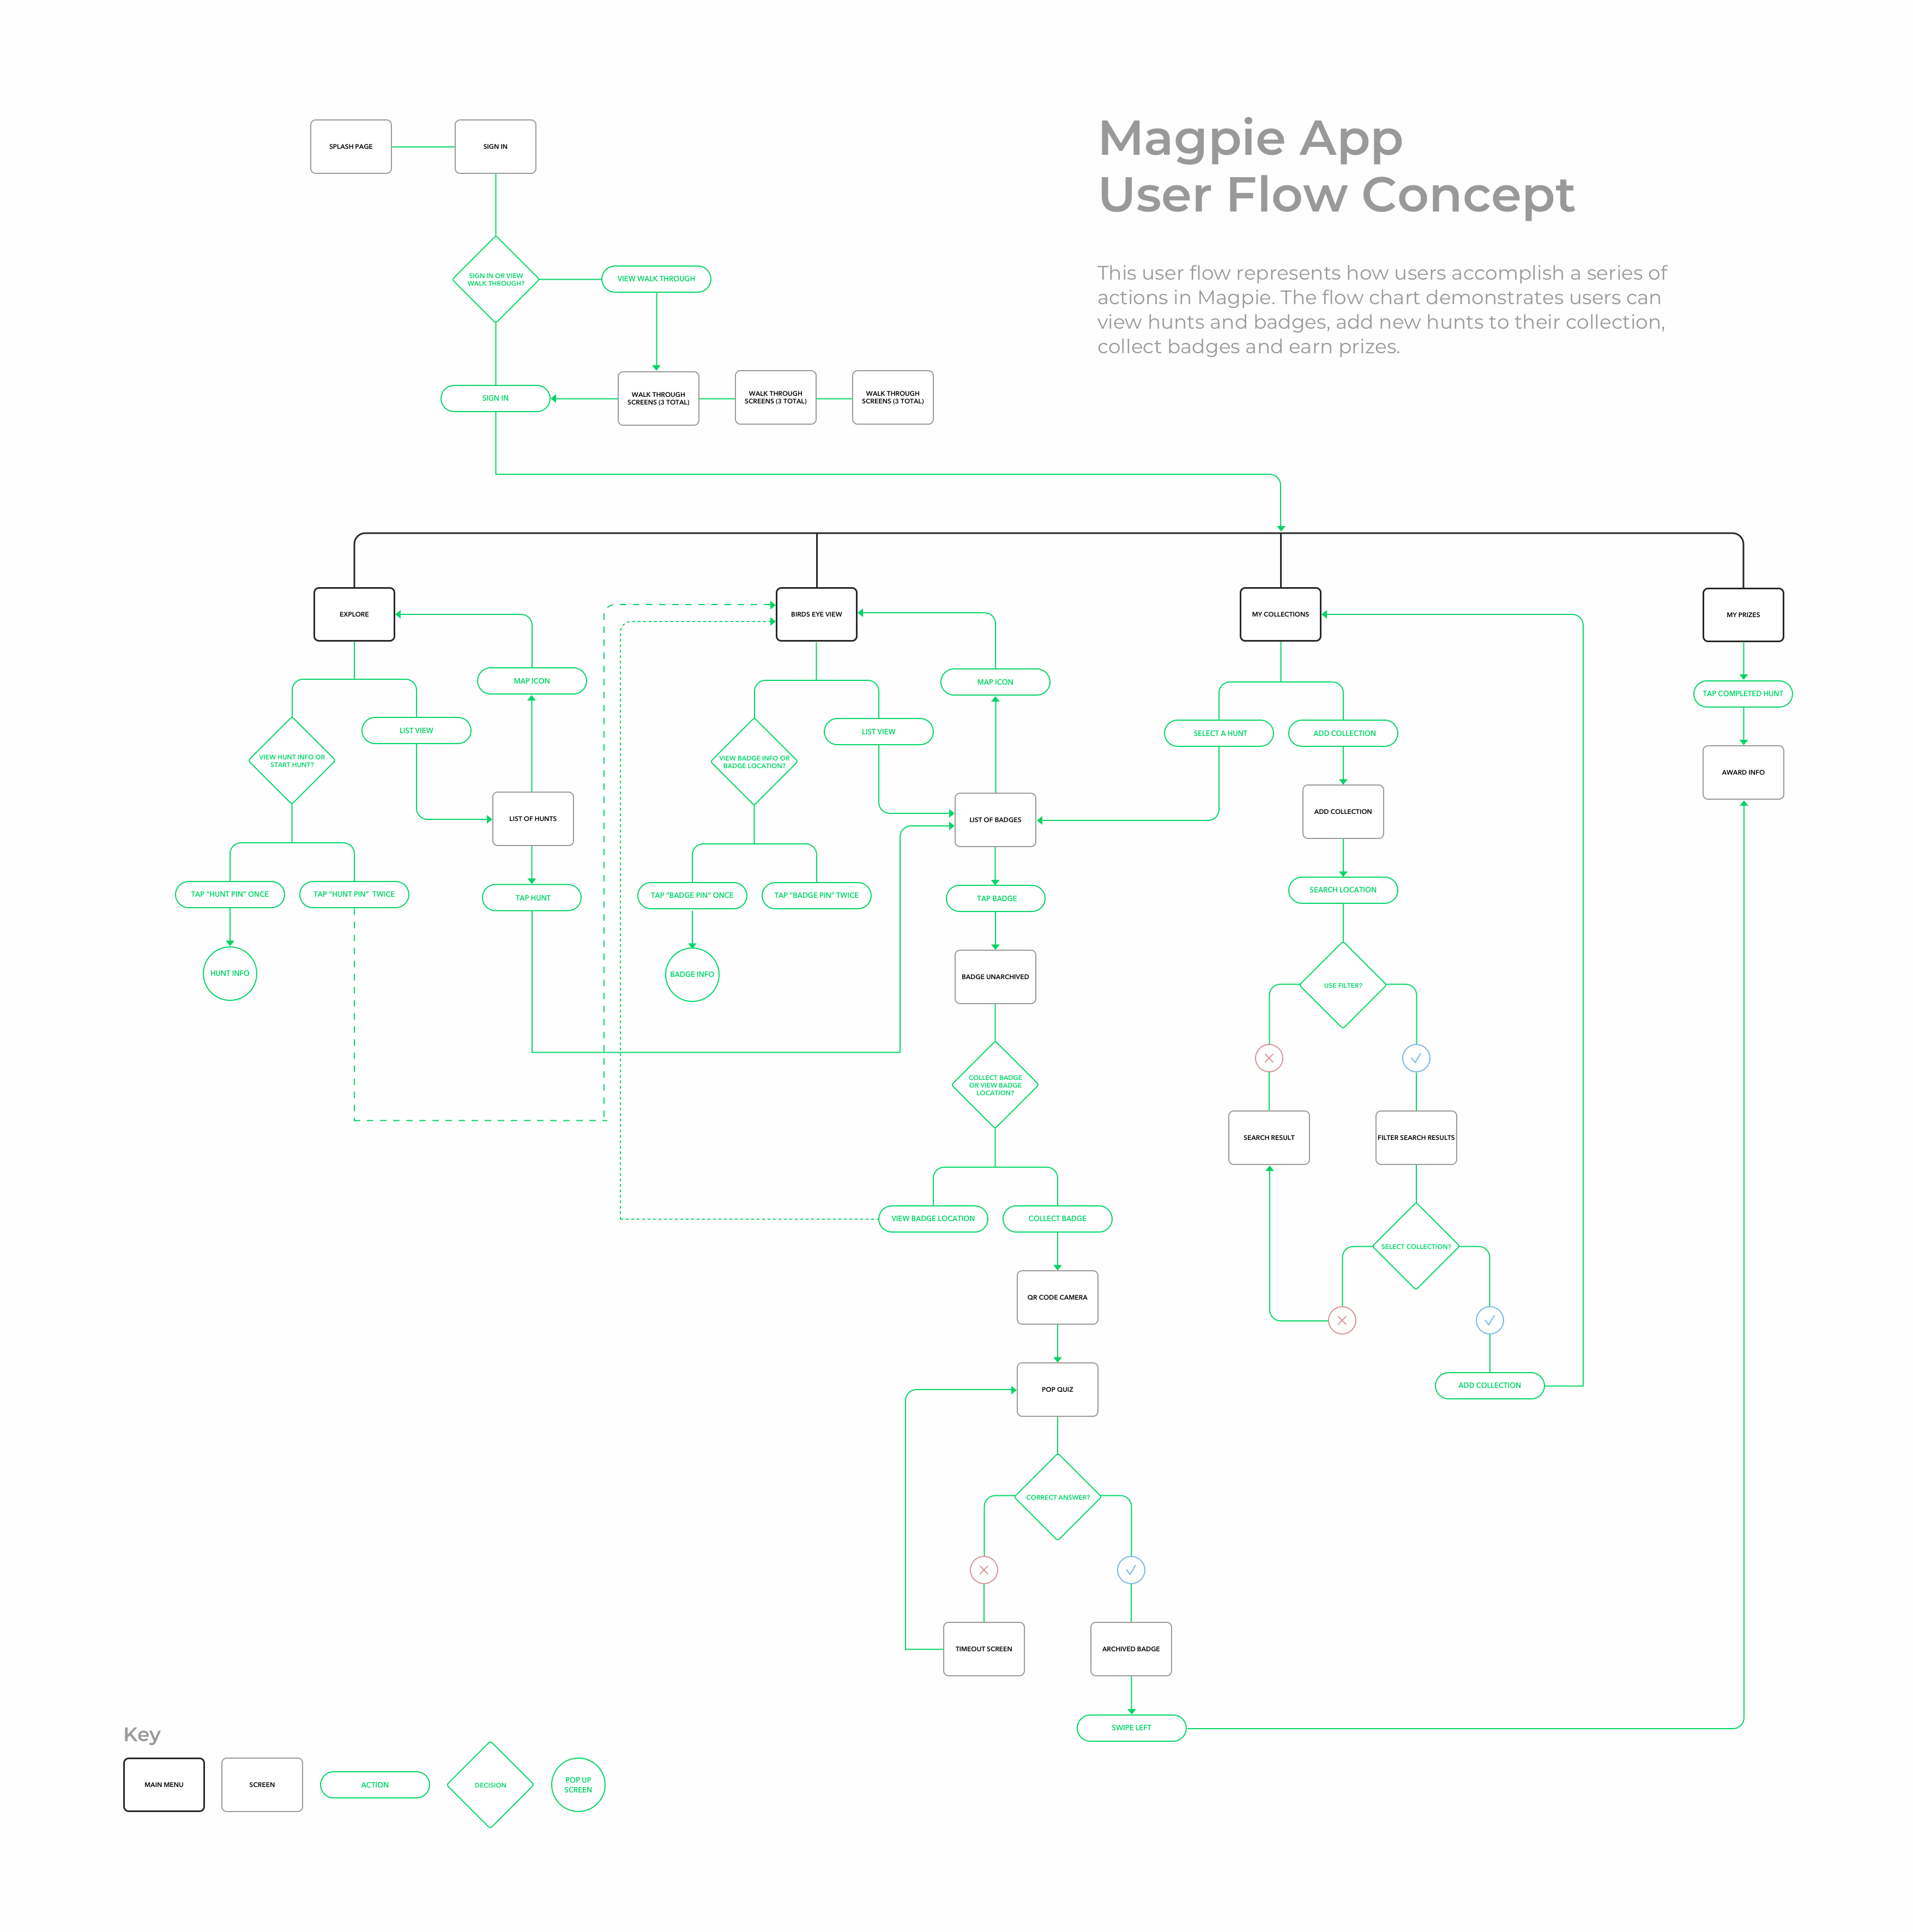 Magpie App
User Flow Concept
This user flow represents how users accomplish a series of
actions in Magpie. The flow chart demonstrates users can
view hunts and badges, add new hunts to their collection,
collect badges and earn prizes.
SPLASH PAGE
SIGN IN
SIGN IN OR VIEW
WALK THROUGH?
VIEW WALK THROUGH
SIGN IN
WALK THROUGH
SCREENS (3 TOTAL)
WALK THROUGH
SCREENS (3 TOTAL)
WALK THROUGH
SCREENS (3 TOTAL)
EXPLORE
MAP ICON
LIST VIEW
VIEW HUNT INFO OR
START HUNT?
LIST OF HUNTS
TAP "HUNT PIN" ONCE
TAP "HUNT PIN" TWICE
TAP HUNT
HUNT INFO
BIRDS EYE VIEW
MAP ICON
LIST VIEW
VIEW BADGE INFO OR
BADGE LOCATION?
LIST OF BADGES
TAP "BADGE PIN" ONCE
TAP "BADGE PIN" TWICE
TAP BADGE
BADGE INFO
BADGE UNARCHIVED
COLLECT BADGE
OR VIEW BADGE
LOCATION?
VIEW BADGE LOCATION
COLLECT BADGE
QR CODE CAMERA
POP QUIZ
CORRECT ANSWER?
TIMEOUT SCREEN
ARCHIVED BADGE
SWIPE LEFT
MY COLLECTIONS
SELECT A HUNT
ADD COLLECTION
ADD COLLECTION
SEARCH LOCATION
USE FILTER?
SEARCH RESULT
FILTER SEARCH RESULTS
SELECT COLLECTION?
ADD COLLECTION
MY PRIZES
TAP COMPLETED HUNT
AWARD INFO
Key
MAIN MENU
SCREEN
ACTION
DECISION
POP UP
SCREEN